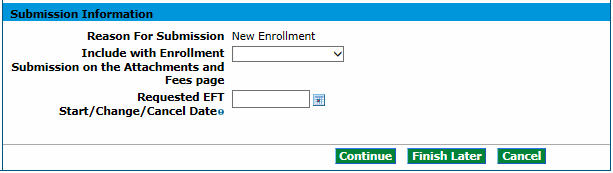 Submission Information
Reason For Submission New Enrollment
Include with Enrollment
Submission on the Attachments and
Fees page
Requested EFT
Start/Change/Cancel Date
Continue Finish Later Cancel